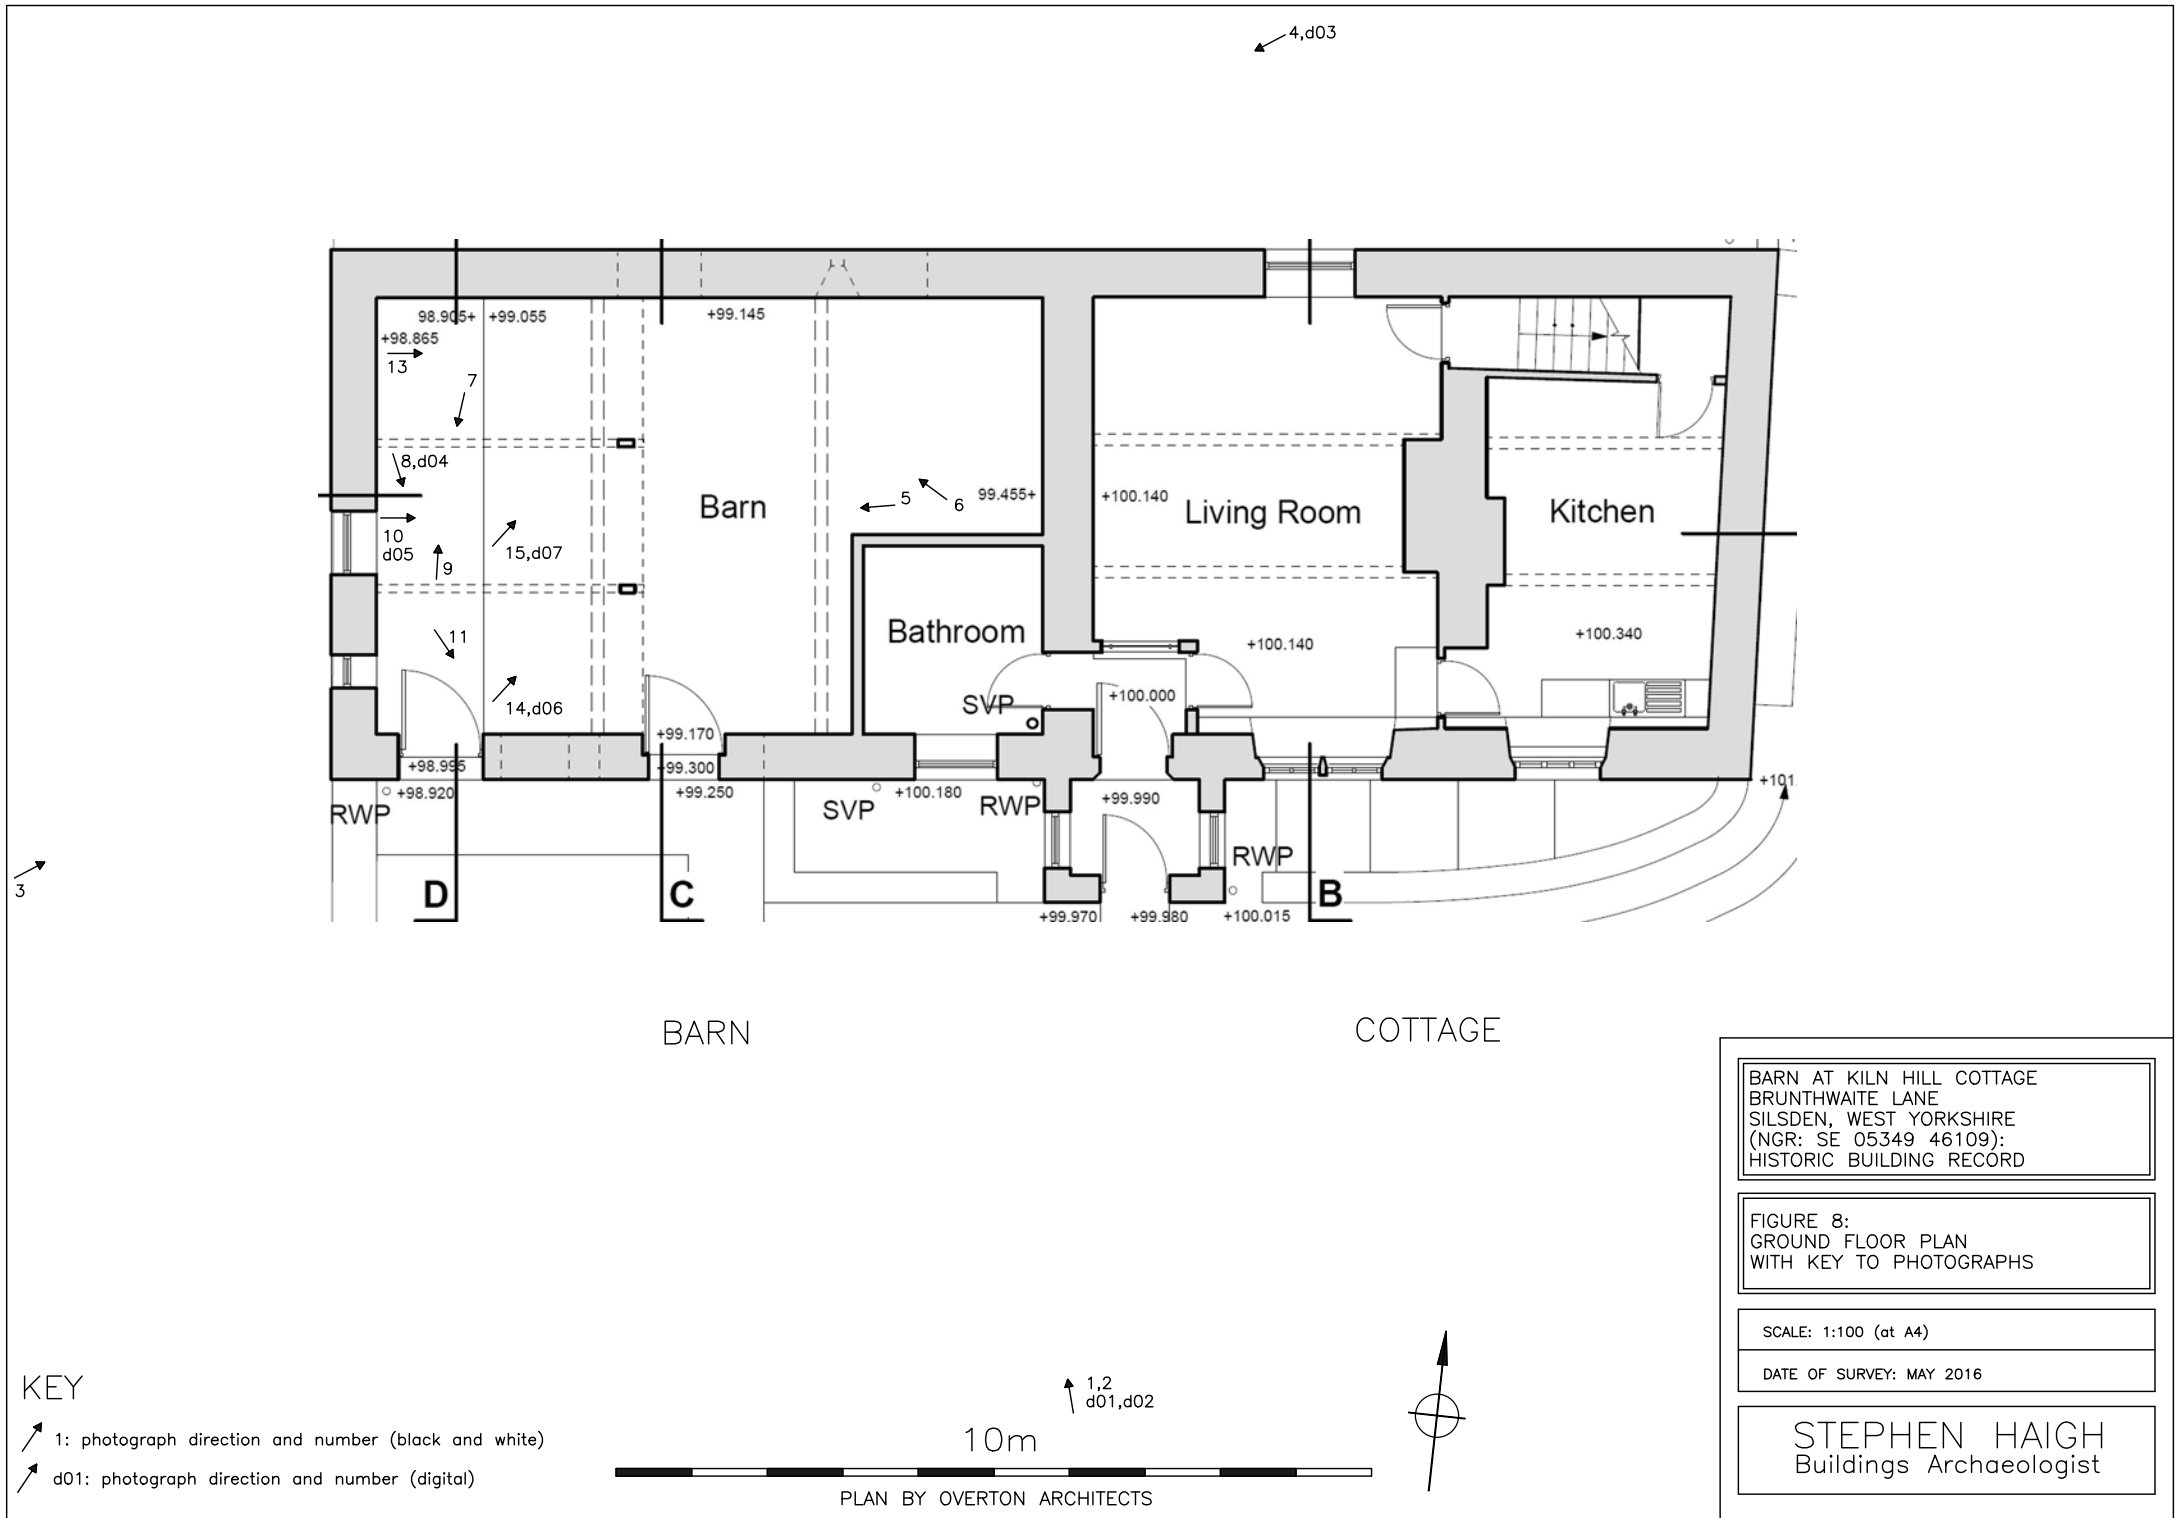 4,d03
98.905+ +99.055
+99.145
+98.865
13
7
8,d04
5
6
99.455+
+100.140
Barn
Living Room
Kitchen
10
d05
15,d07
9
11
Bathroom
+100.140
+100.340
14,d06
SVP
+100.000
+99.170
+98.995
+99.300
+98.920
+99.250
+100.180
+99.990
+101.
RWP
SVP
RWP
RWP
3
D
C
B
+99.970
+99.980
+100.015
BARN
COTTAGE
BARN AT KILN HILL COTTAGE
BRUNTHWAITE LANE
SILSDEN, WEST YORKSHIRE
(NGR: SE 05349 46109):
HISTORIC BUILDING RECORD
FIGURE 8:
GROUND FLOOR PLAN
WITH KEY TO PHOTOGRAPHS
SCALE: 1:100 (at A4)
DATE OF SURVEY: MAY 2016
STEPHEN HAIGH
Buildings Archaeologist
KEY
1: photograph direction and number (black and white)
d01: photograph direction and number (digital)
1,2
d01,d02
10m
PLAN BY OVERTON ARCHITECTS